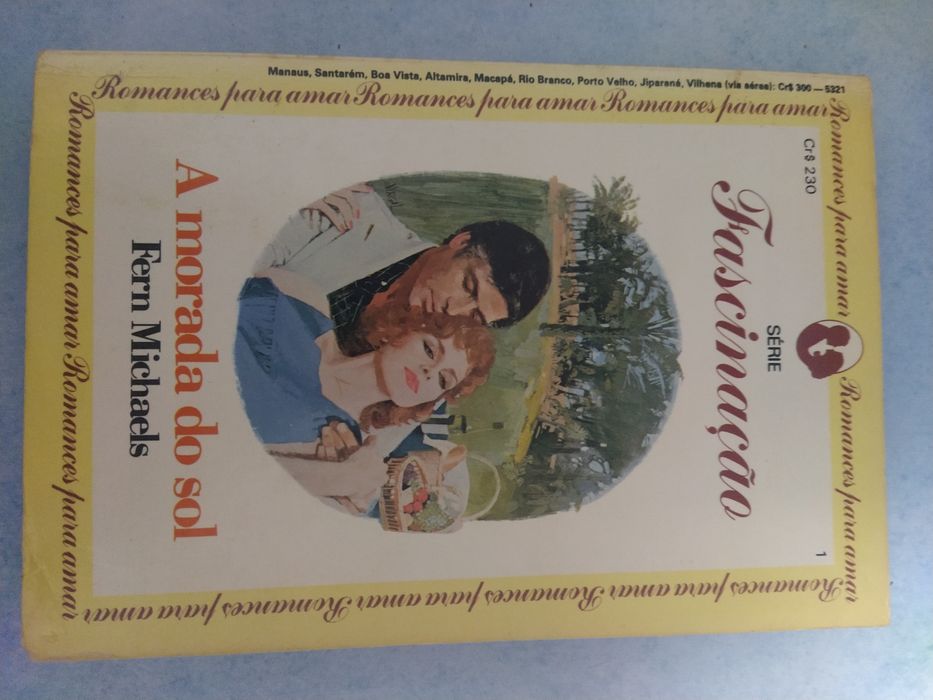 Manaus, Santarém, Boa Vista, Altamira, Macapá, Rio Branco, Porto Velho, Jiparaná, Vilhena (via aérea): Cr$ 300 — 5321
Romances para amar Romances para amar
Cr$ 230
1
SÉRIE
Fascinação
A morada do sol
Fern Michaels
Romances para amar Romances para amar Romances para amar
Romances para amar Romances para amar Romances para amar
Romances para amar Romances para amar